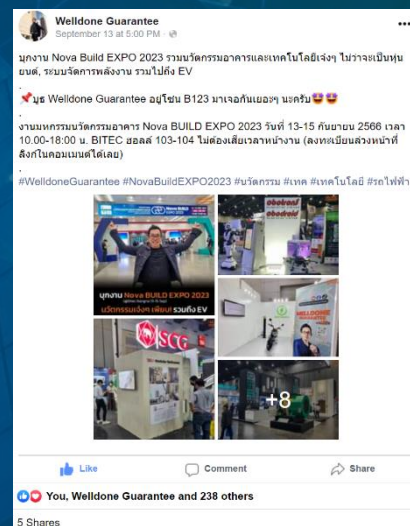 Welldone Guarantee
September 13 at 5:00 PM ·
บุกงาน Nova Build EXPO 2023 รวมนวัตกรรมอาคารและเทคโนโลยีเจ๋งๆ ไม่ว่าจะเป็นหุ่น
ยนต์, ระบบจัดการพลังงาน รวมไปถึง EV
.
📌บูธ Welldone Guarantee อยู่โซน B123 มาเจอกันเยอะๆ นะครับ🤩🤩
.
งานมหกรรมนวัตกรรมอาคาร Nova BUILD EXPO 2023 วันที่ 13-15 กันยายน 2566 เวลา
10.00-18:00 น. BITEC ฮอลล์ 103-104 ไม่ต้องเสียเวลาหน้างาน (ลงทะเบียนล่วงหน้าที่
ลิงก์ในคอมเมนต์ได้เลย)
.
#WelldoneGuarantee #NovaBuildEXPO2023 #นวัตกรรม #เทค #เทคโนโลยี #รถไฟฟ้า
บุกงาน Nova BUILD EXPO 2023
นวัตกรรมเจ๋งๆ เพียบ! รวมถึง EV
obodroid
WELLDONE
GUARANTEE
SCG
+8
Like
Comment
Share
You, Welldone Guarantee and 238 others
5 Shares